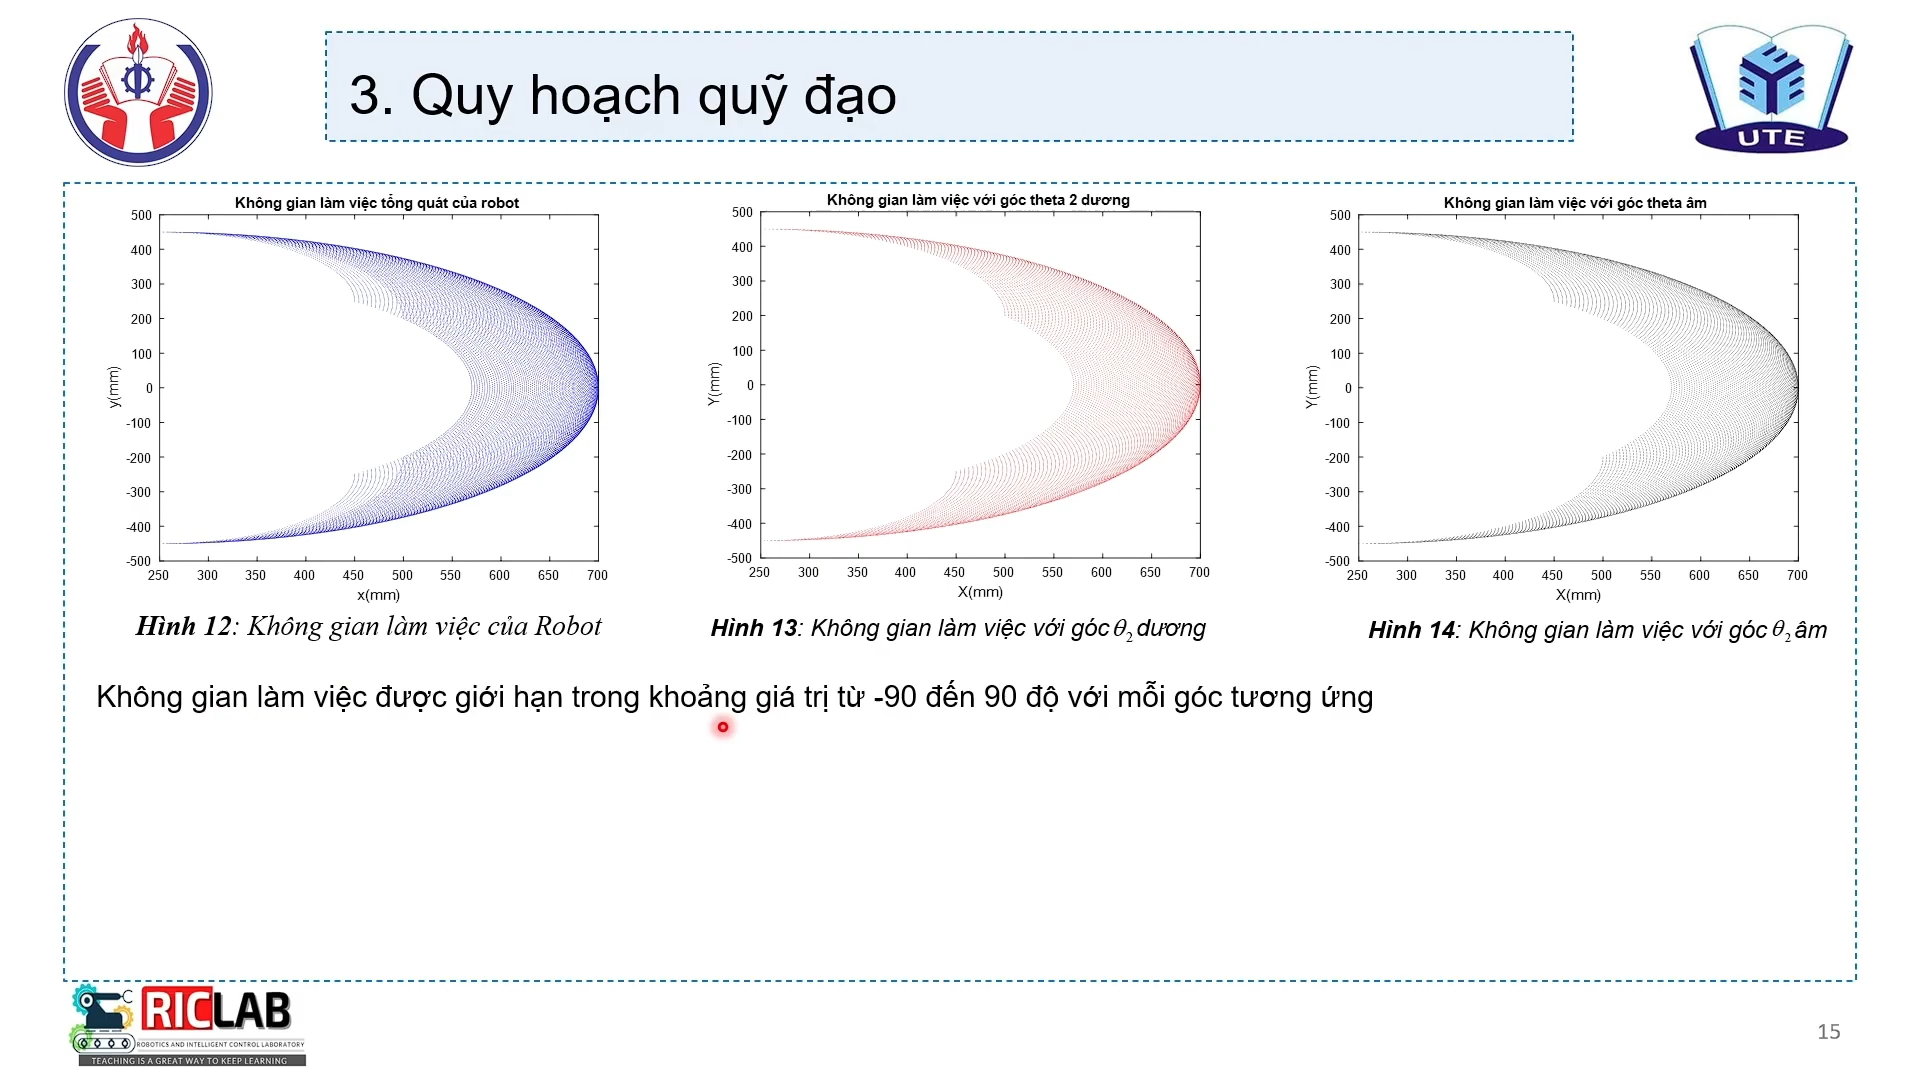 3. Quy hoạch quỹ đạo
UTE
Không gian làm việc tổng quát của robot
500
400
300
200
100
0
-100
-200
-300
-400
-500
y(mm)
250 300 350 400 450 500 550 600 650 700
x(mm)
Hình 12: Không gian làm việc của Robot
Không gian làm việc với góc theta 2 dương
500
400
300
200
100
0
-100
-200
-300
-400
-500
Y(mm)
250 300 350 400 450 500 550 600 650 700
X(mm)
Hình 13: Không gian làm việc với góc θ₂ dương
Không gian làm việc với góc theta âm
500
400
300
200
100
0
-100
-200
-300
-400
-500
Y(mm)
250 300 350 400 450 500 550 600 650 700
X(mm)
Hình 14: Không gian làm việc với góc θ₂ âm
Không gian làm việc được giới hạn trong khoảng giá trị từ -90 đến 90 độ với mỗi góc tương ứng
RICLAB
ROBOTICS AND INTELLIGENT CONTROL LABORATORY
TEACHING IS A GREAT WAY TO KEEP LEARNING
15